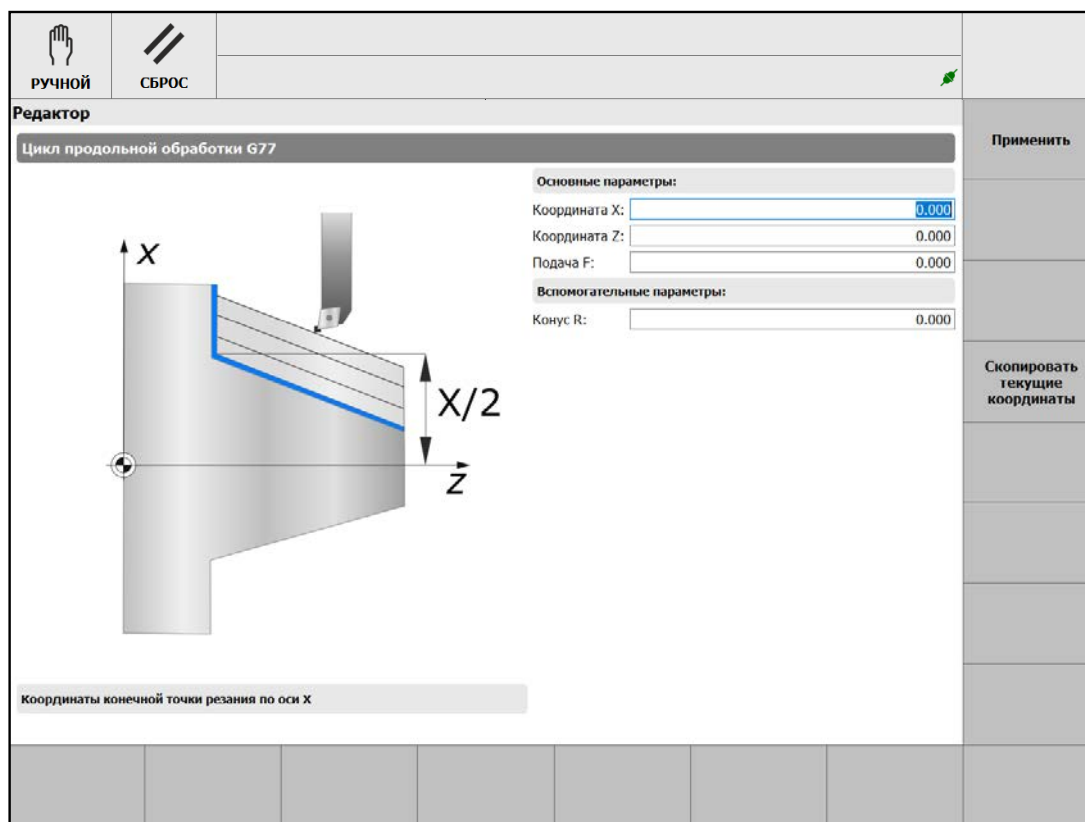 РУЧНОЙ
СБРОС
Редактор
Цикл продольной обработки G77
Применить
Основные параметры:
Координата X: 0.000
Координата Z: 0.000
Подача F: 0.000
Вспомогательные параметры:
Конус R: 0.000
X
X/2
Z
Скопировать
текущие
координаты
Координаты конечной точки резания по оси X